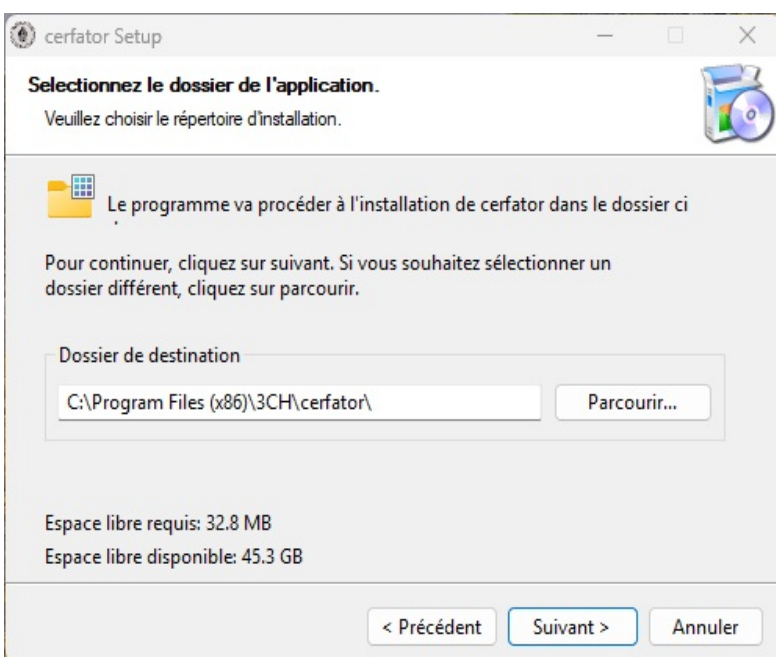 cerfator Setup
Selectionnez le dossier de l'application.
Veuillez choisir le répertoire d'installation.
Le programme va procéder à l'installation de cerfator dans le dossier ci
Pour continuer, cliquez sur suivant. Si vous souhaitez sélectionner un
dossier différent, cliquez sur parcourir.
Dossier de destination
C:\Program Files (x86)\3CH\cerfator\
Parcourir...
Espace libre requis: 32.8 MB
Espace libre disponible: 45.3 GB
< Précédent
Suivant >
Annuler